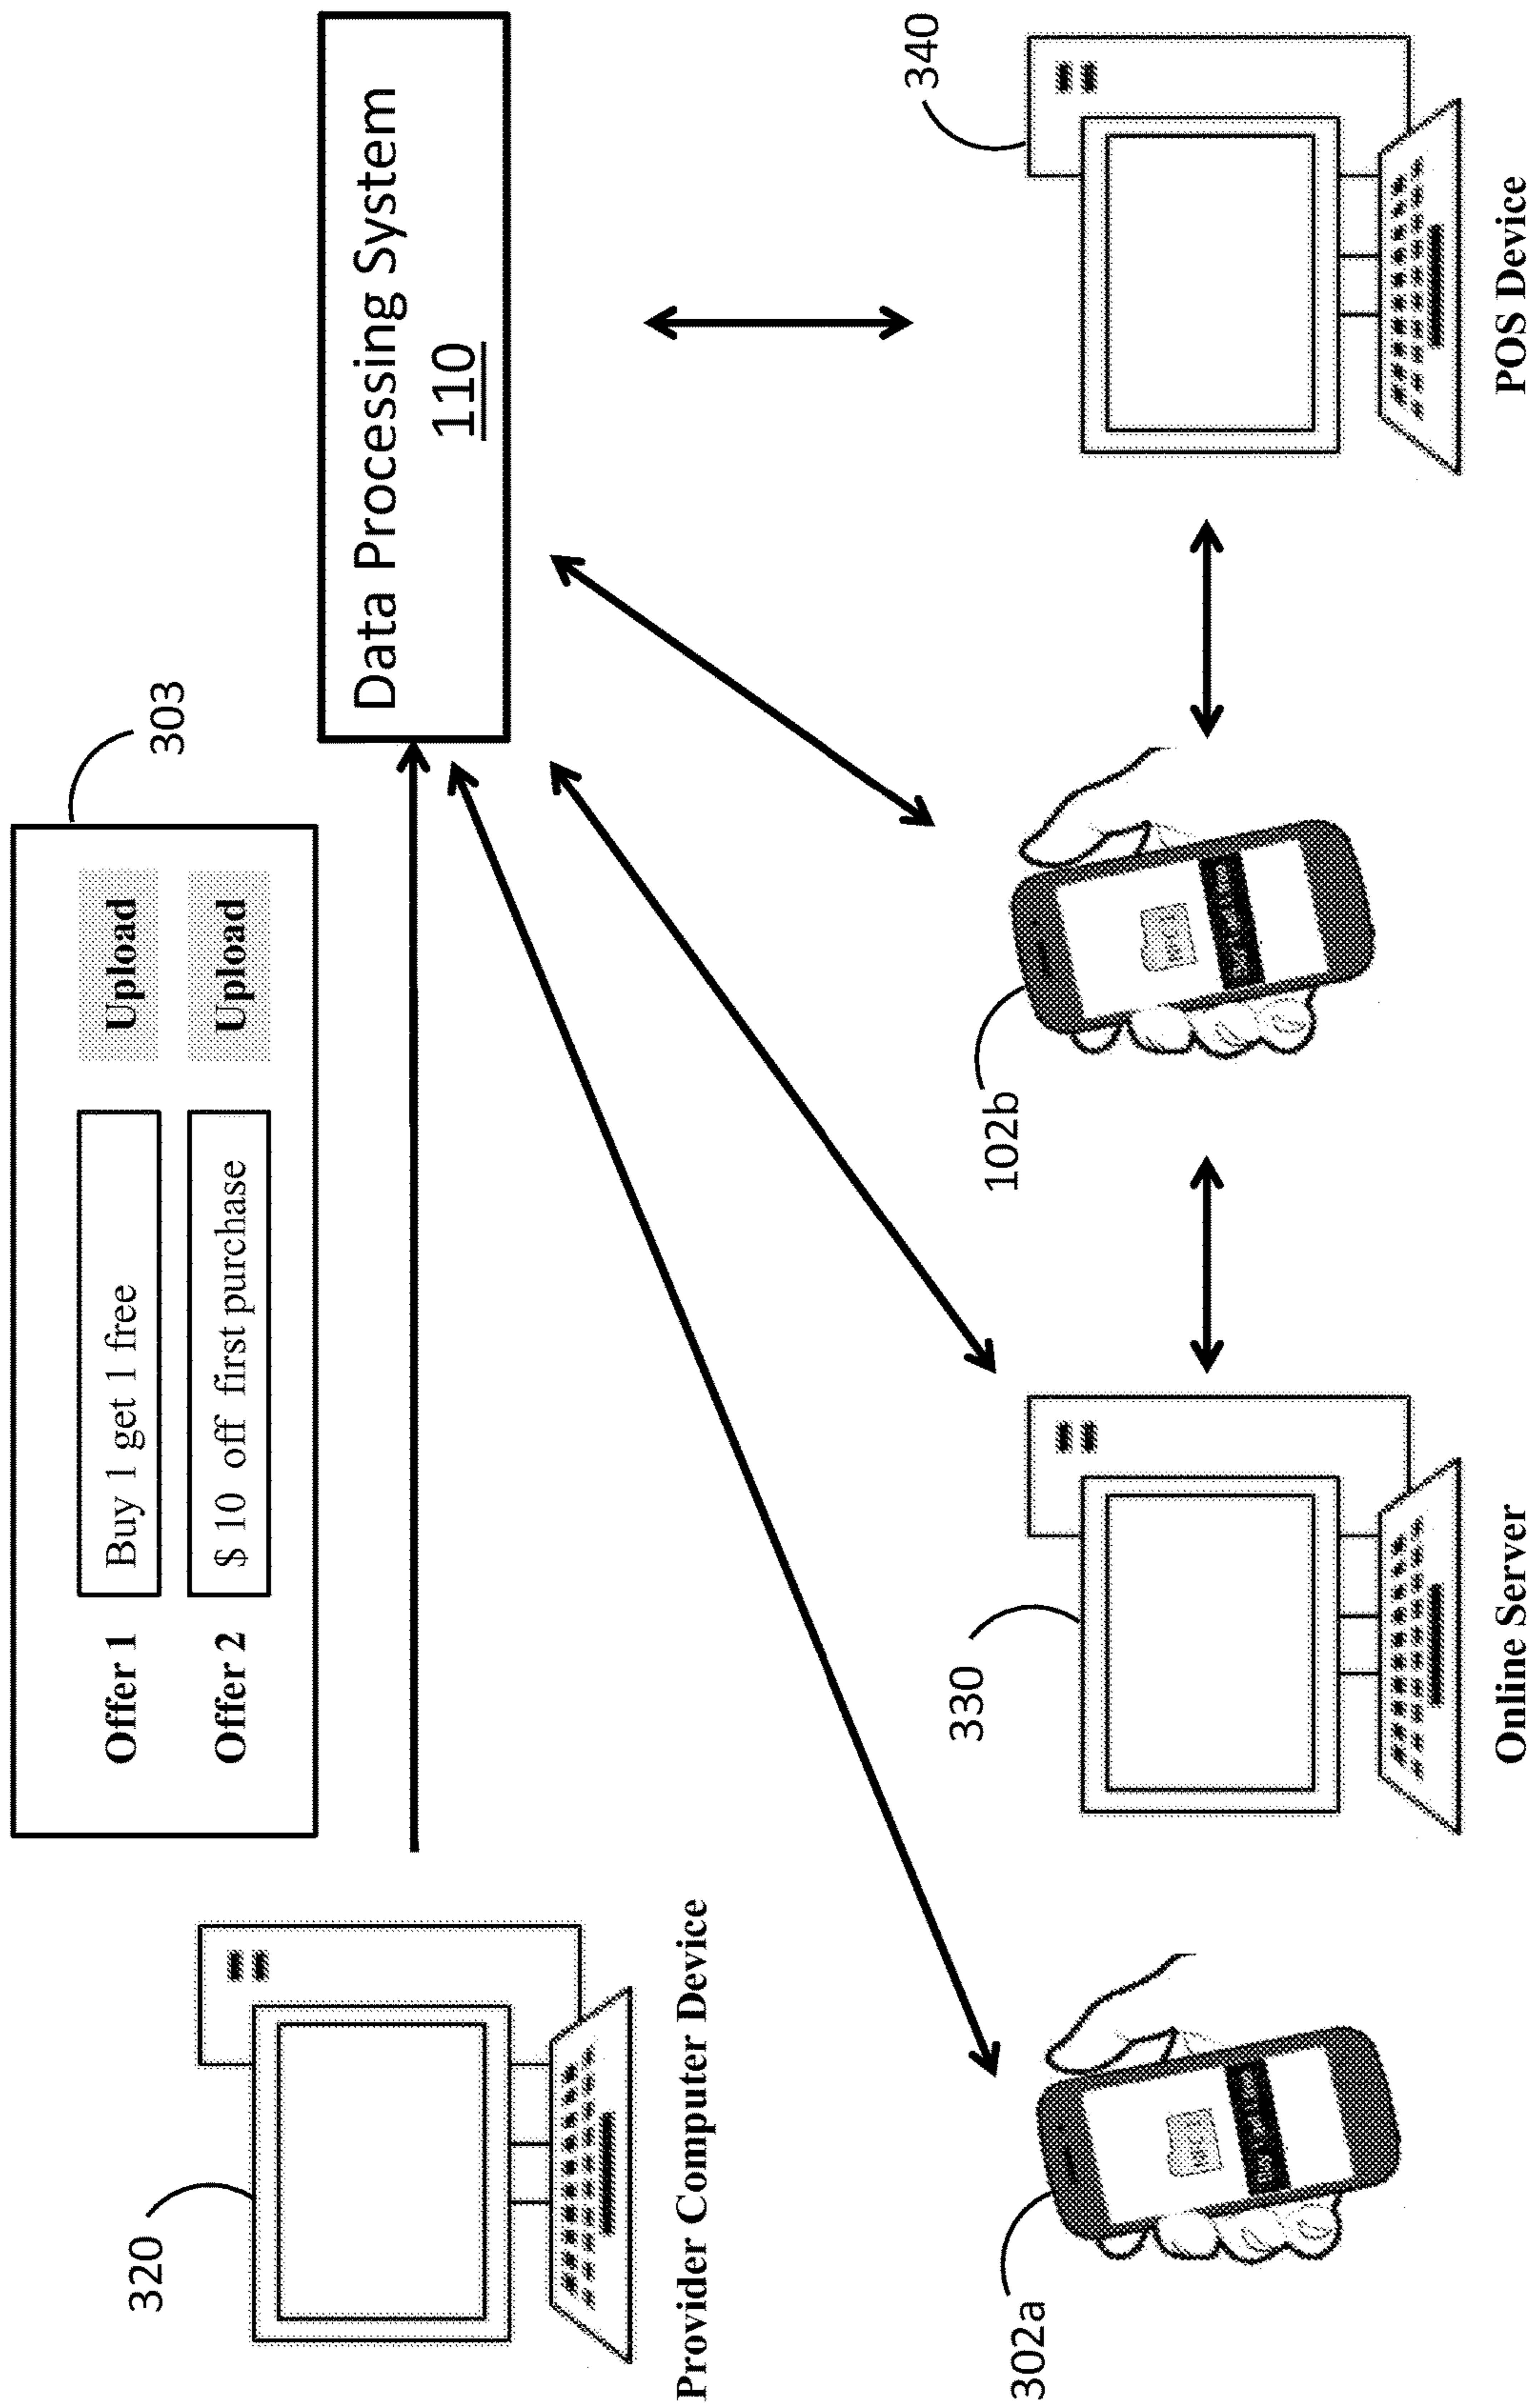 303
Offer 1 Buy 1 get 1 free Upload
Offer 2 $ 10 off first purchase Upload
320
Provider Computer Device
Data Processing System
110
302a
330
Online Server
102b
340
POS Device